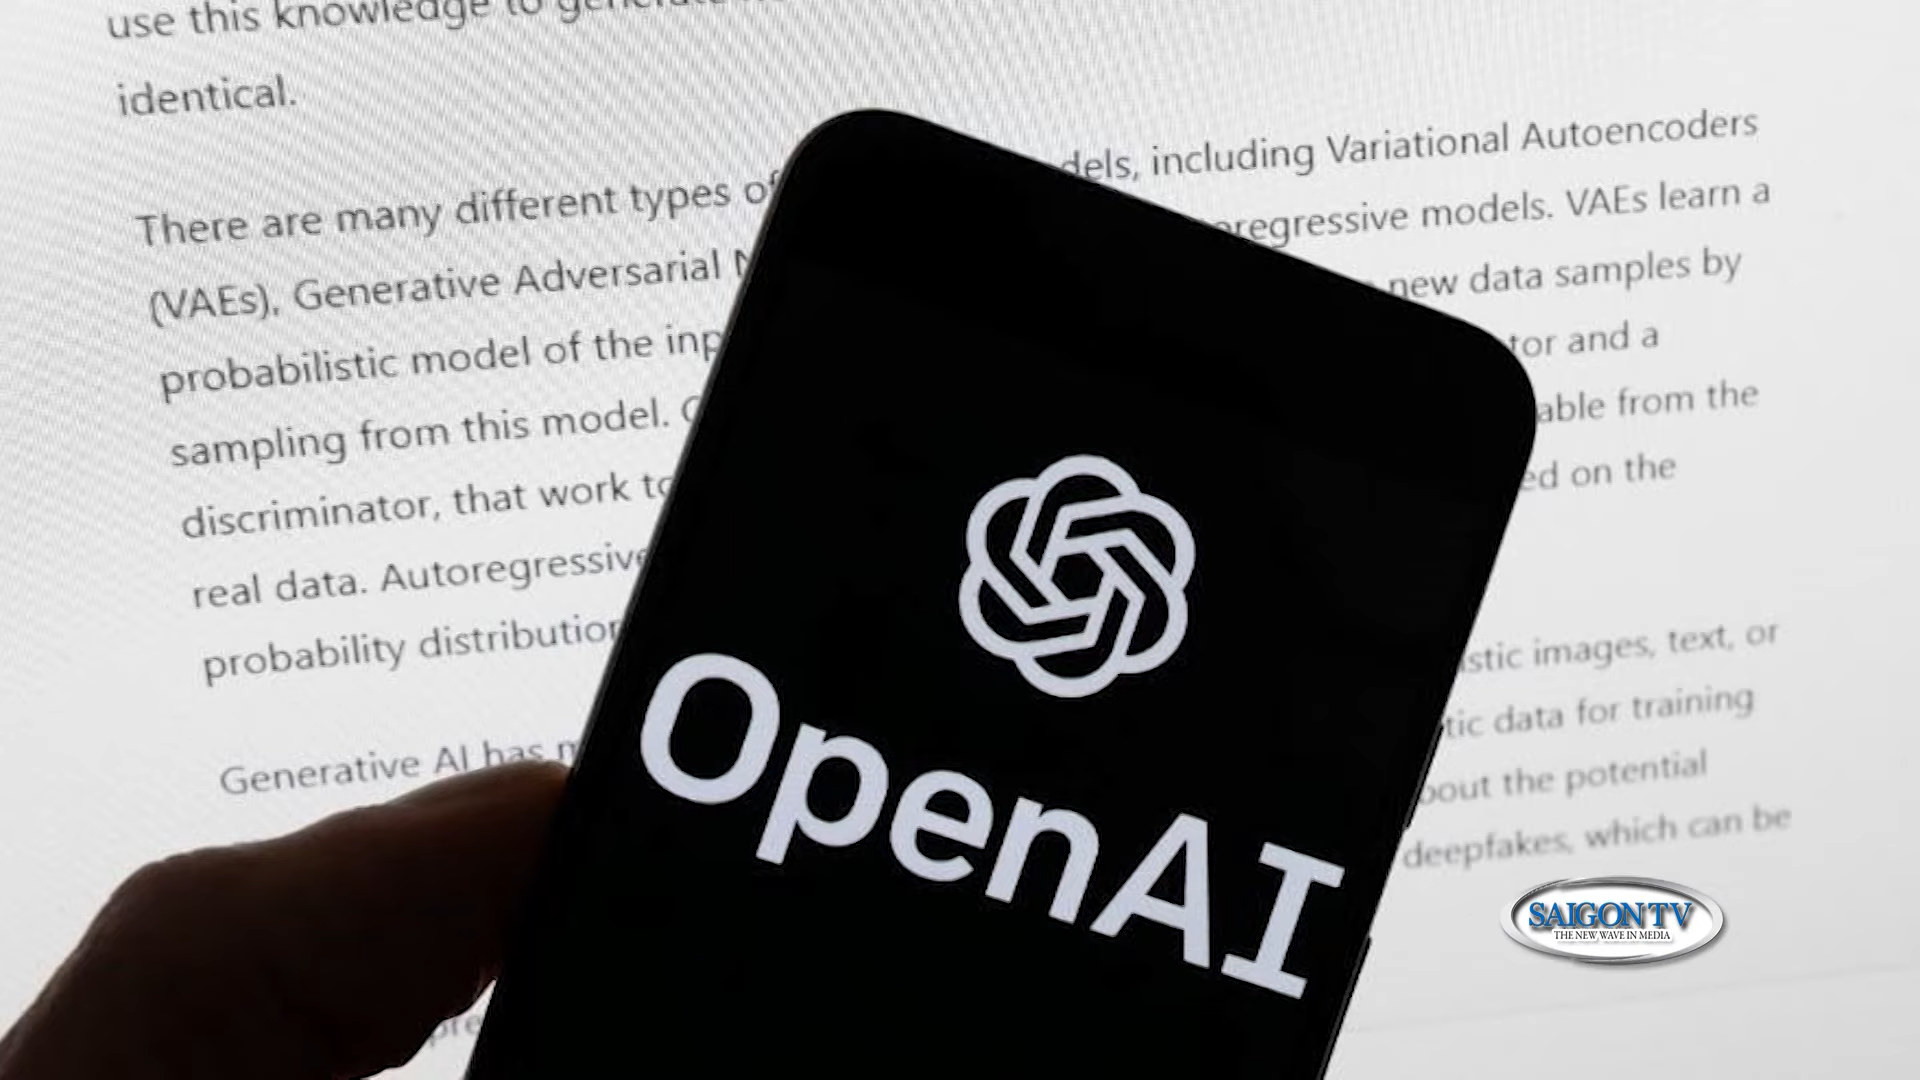 use this knowledge to
identical.
There are many different types of dels, including Variational Autoencoders
(VAEs), Generative Adversarial regressive models. VAEs learn a
probabilistic model of the inp new data samples by
sampling from this model. tor and a
discriminator, that work to able from the
real data. Autoregressive ed on the
probability distribution
istic images, text, or
Generative AI has m tic data for training
bout the potential
deepfakes, which can be
OpenAI
SAIGON TV
THE NEW WAVE IN MEDIA